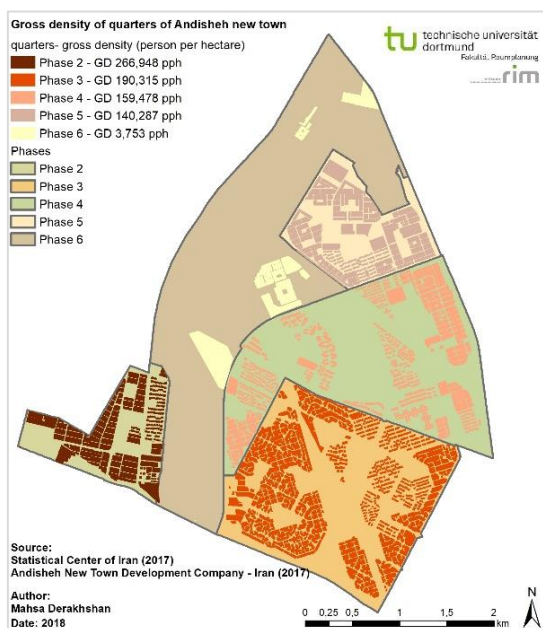 Gross density of quarters of Andisheh new town
quarters- gross density (person per hectare)
Phase 2 - GD 266,948 pph
Phase 3 - GD 190,315 pph
Phase 4 - GD 159,478 pph
Phase 5 - GD 140,287 pph
Phase 6 - GD 3,753 pph
Phases
Phase 2
Phase 3
Phase 4
Phase 5
Phase 6
tu technische universität
dortmund
Fakultät Raumplanung
rim
Source:
Statistical Center of Iran (2017)
Andisheh New Town Development Company - Iran (2017)
Author:
Mahsa Derakhshan
Date: 2018
N
0 0,25 0,5 1 1,5 2
km